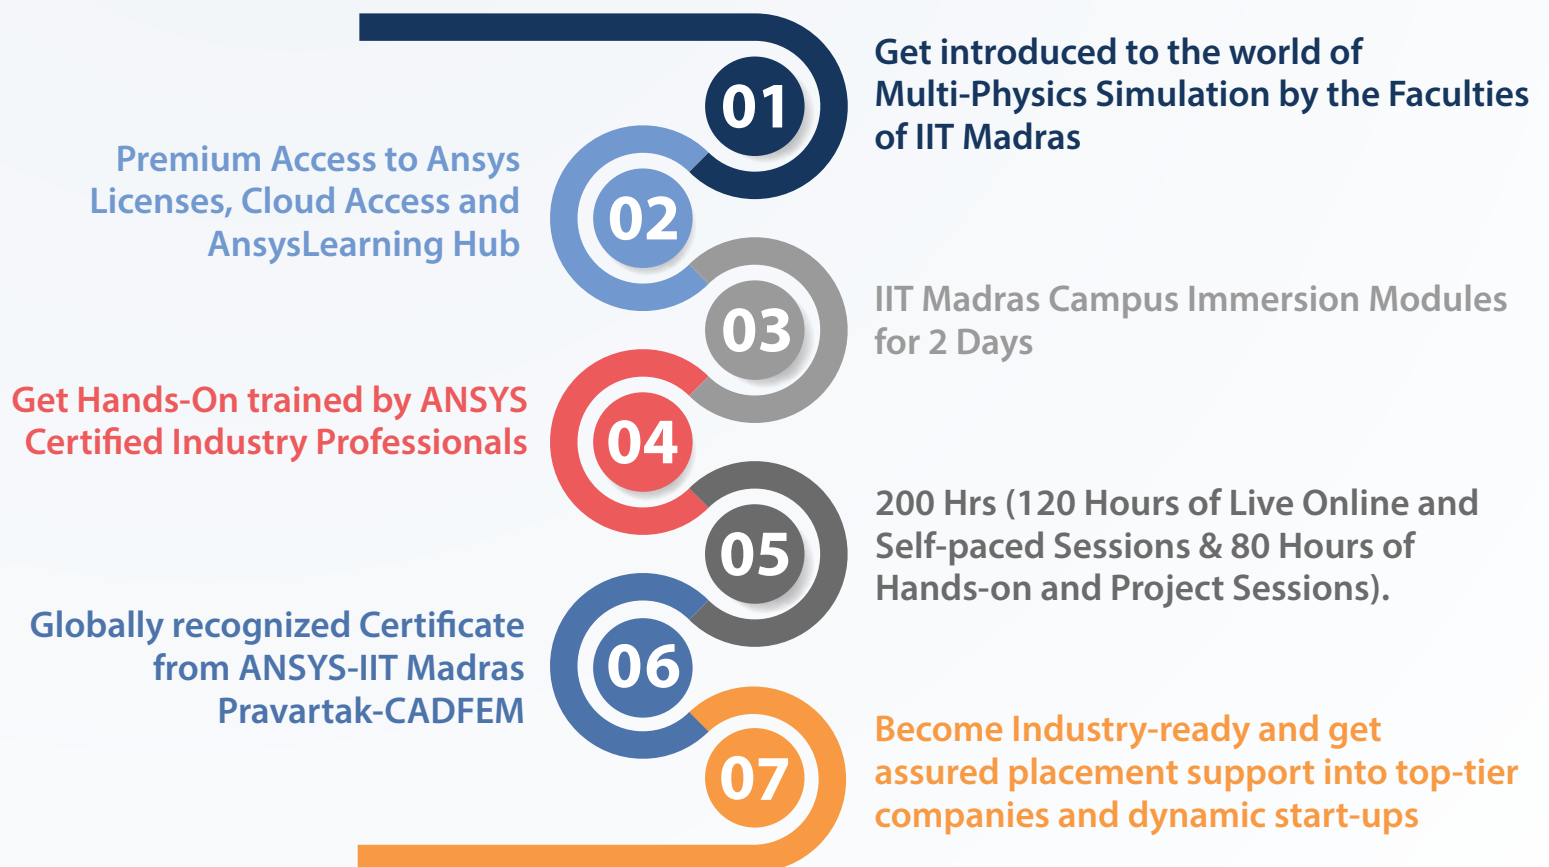 01
Get introduced to the world of
Multi-Physics Simulation by the Faculties
of IIT Madras
02
Premium Access to Ansys
Licenses, Cloud Access and
AnsysLearning Hub
03
IIT Madras Campus Immersion Modules
for 2 Days
04
Get Hands-On trained by ANSYS
Certified Industry Professionals
05
200 Hrs (120 Hours of Live Online and
Self-paced Sessions & 80 Hours of
Hands-on and Project Sessions).
06
Globally recognized Certificate
from ANSYS-IIT Madras
Pravartak-CADFEM
07
Become Industry-ready and get
assured placement support into top-tier
companies and dynamic start-ups